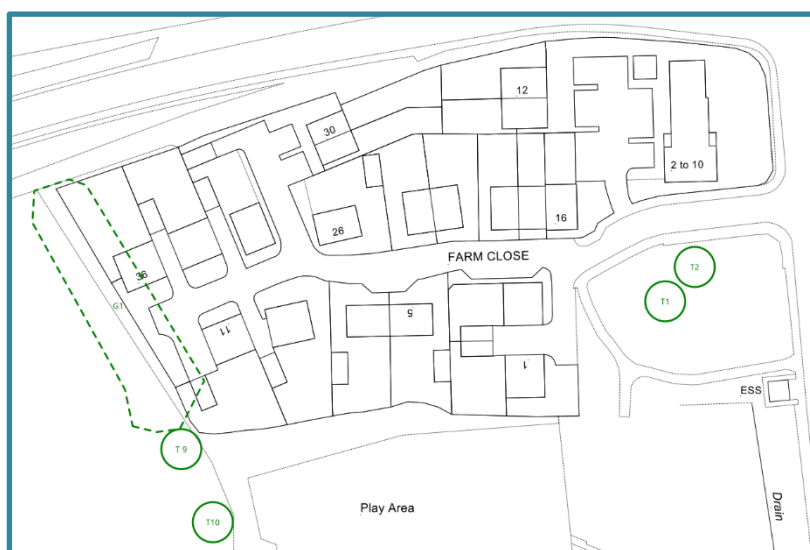 12
30
2 to 10
26
16
FARM CLOSE
T2
36
T1
G1
11
5
1
ESS
T 9
Play Area
Drain
T10